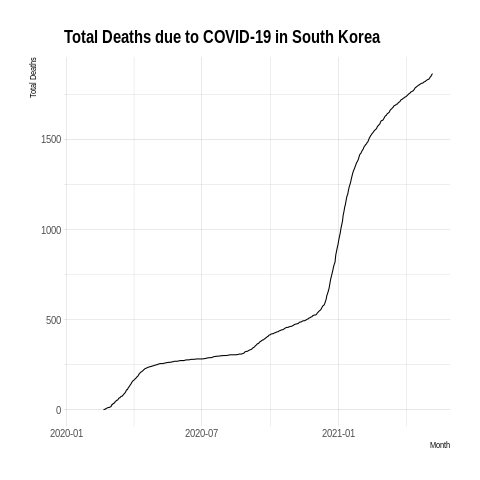 Total Deaths due to COVID-19 in South Korea
Total Deaths
1500
1000
500
0
2020-01
2020-07
2021-01
Month